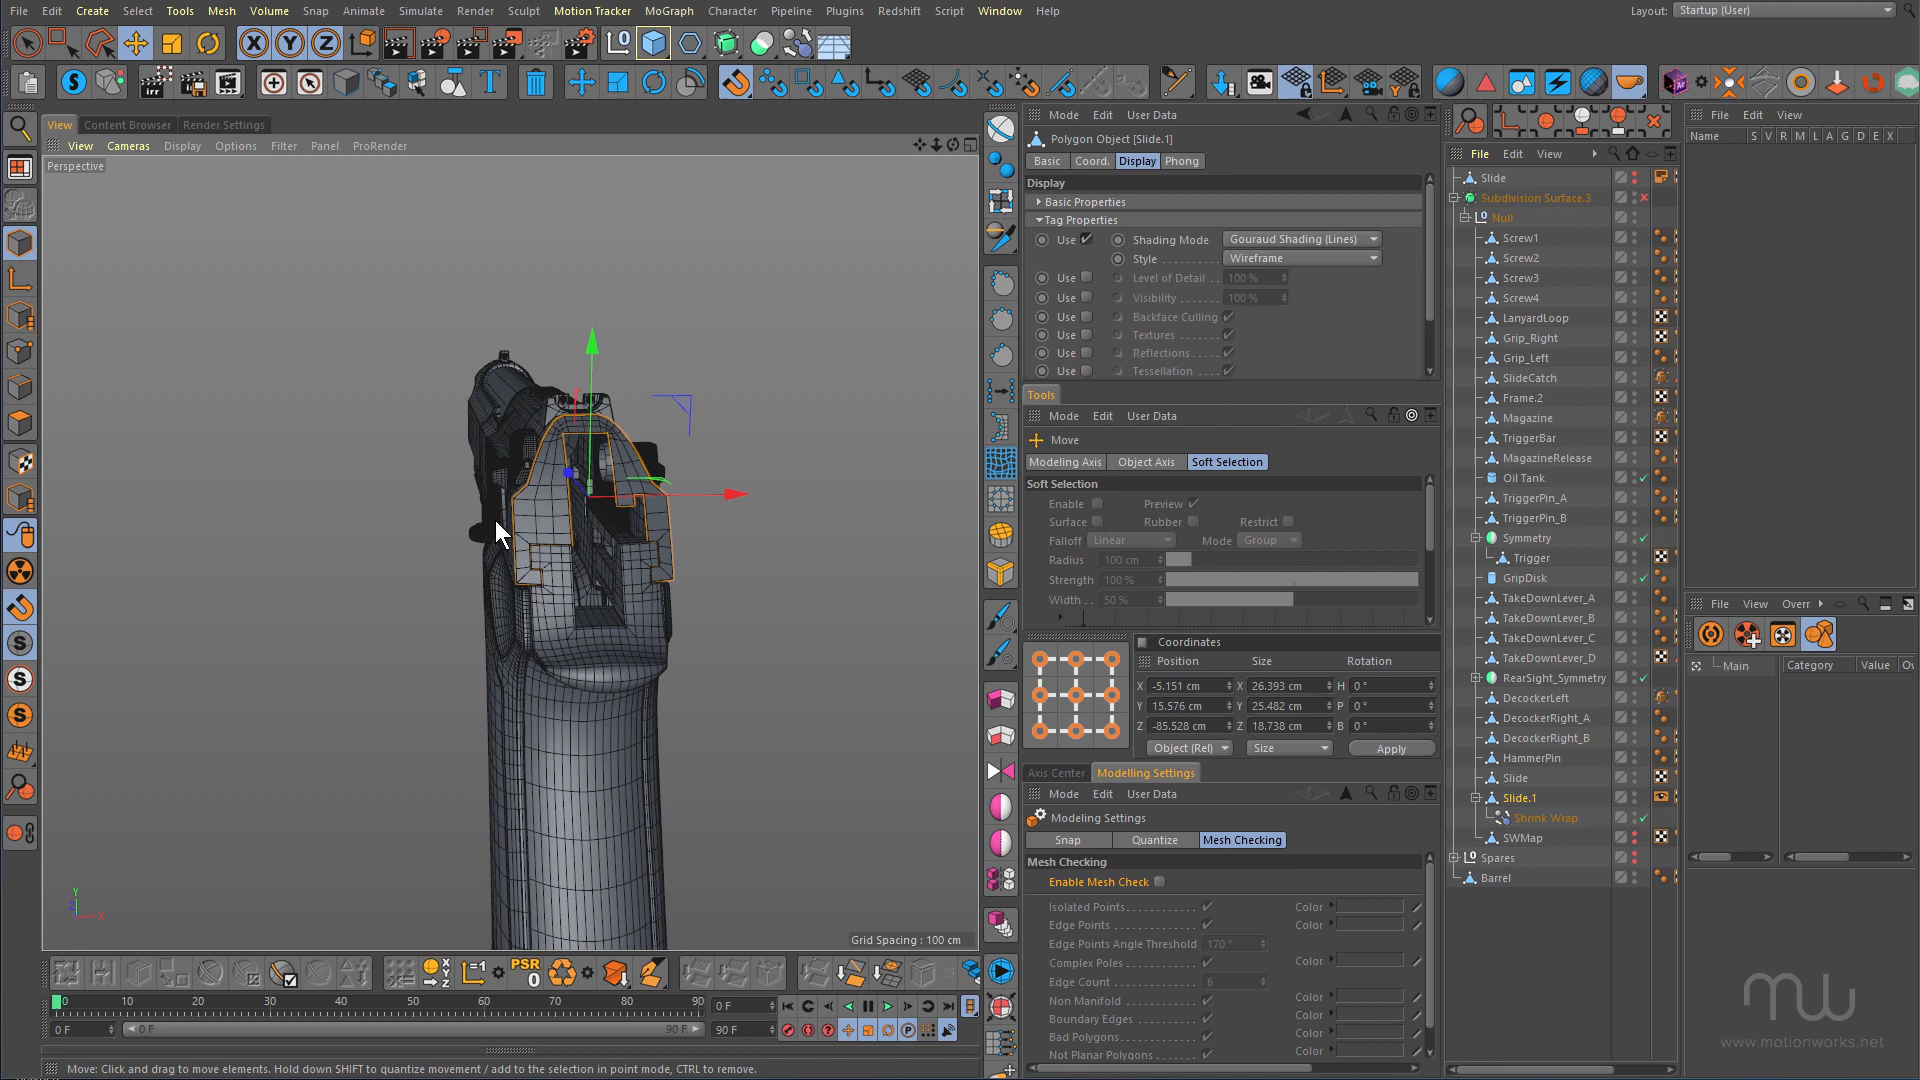 File Edit Create Select Tools Mesh Volume Snap Animate Simulate Render Sculpt Motion Tracker MoGraph Character Pipeline Plugins Redshift Script Window Help
Layout: Startup (User)
View Content Browser Render Settings
View Cameras Display Options Filter Panel ProRender
Perspective
Grid Spacing : 100 cm
Mode Edit User Data
Polygon Object [Slide.1]
Basic Coord. Display Phong
Display
Basic Properties
Tag Properties
Use Shading Mode Gouraud Shading (Lines)
Style Wireframe
Use Level of Detail 100 %
Use Visibility 100 %
Use Backface Culling
Use Textures
Use Reflections
Use Tessellation
Tools
Mode Edit User Data
Move
Modeling Axis Object Axis Soft Selection
Soft Selection
Enable Preview
Surface Rubber Restrict
Falloff Linear Mode Group
Radius 100 cm
Strength 100 %
Width 50 %
Coordinates
Position Size Rotation
X -5.151 cm X 26.393 cm H 0 °
Y 15.576 cm Y 25.482 cm P 0 °
Z -85.528 cm Z 18.738 cm B 0 °
Object (Rel) Size Apply
Axis Center Modelling Settings
Mode Edit User Data
Modeling Settings
Snap Quantize Mesh Checking
Mesh Checking
Enable Mesh Check
Isolated Points Color
Edge Points Color
Edge Points Angle Threshold 170 °
Complex Poles Color
Edge Count 6
Non Manifold Color
Boundary Edges Color
Bad Polygons Color
Not Planar Polygons Color
File Edit View
Slide
Subdivision Surface.3
Null
Screw1
Screw2
Screw3
Screw4
LanyardLoop
Grip_Right
Grip_Left
SlideCatch
Frame.2
Magazine
TriggerBar
MagazineRelease
Oil Tank
TriggerPin_A
TriggerPin_B
Symmetry
Trigger
GripDisk
TakeDownLever_A
TakeDownLever_B
TakeDownLever_C
TakeDownLever_D
RearSight_Symmetry
DecockerLeft
DecockerRight_A
DecockerRight_B
HammerPin
Slide
Slide.1
Shrink Wrap
SWMap
Spares
Barrel
File Edit View
Name S V R M L A G D E X
File View Overr
Main Category Value Ov
PSR
0
0 10 20 30 40 50 60 70 80 90 0 F
0 F 0 F 90 F 90 F
Move: Click and drag to move elements. Hold down SHIFT to quantize movement / add to the selection in point mode, CTRL to remove.
www.motionworks.net